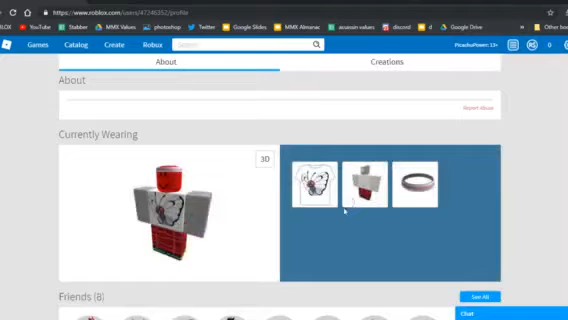 https://www.roblox.com/users/47246352/profile
BLOX YouTube Stabber MMX Values photoshop Twitter Google Slides MMX Almanac assassin values discord d Google Drive Other boo
Games Catalog Create Robux Search 13+ 0
About Creations
About
Report Abuse
Currently Wearing
3D
Friends (8)
See All
Chat